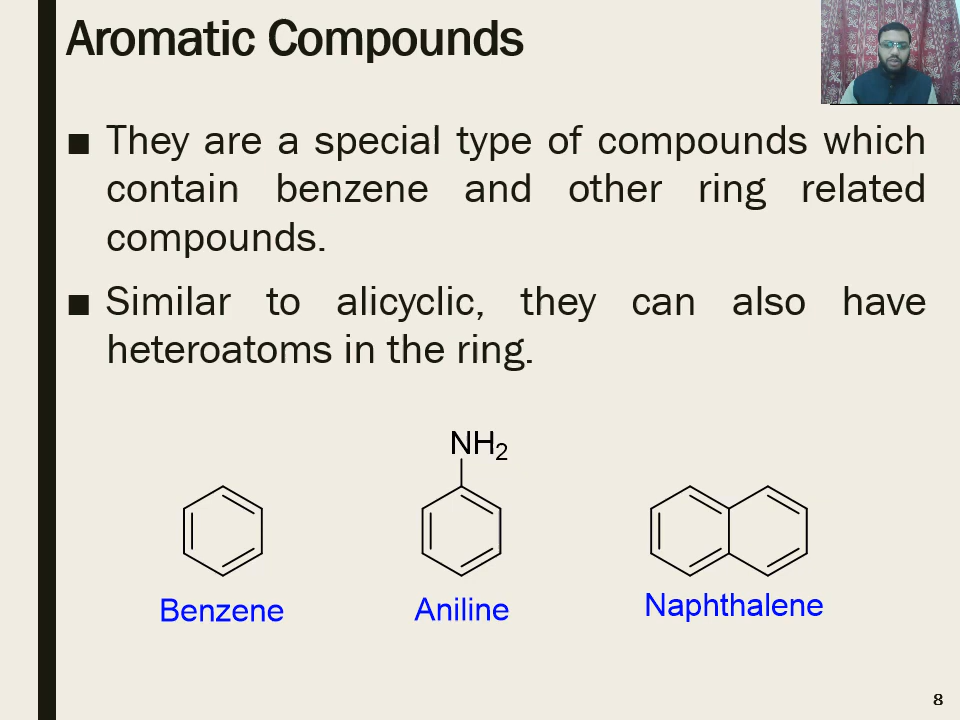 Aromatic Compounds
■ They are a special type of compounds which
contain benzene and other ring related
compounds.
■ Similar to alicyclic, they can also have
heteroatoms in the ring.
NH2
Benzene
Aniline
Naphthalene
8